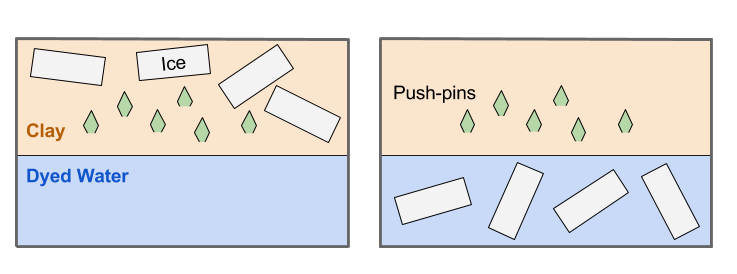 Ice
Push-pins
Clay
Dyed Water